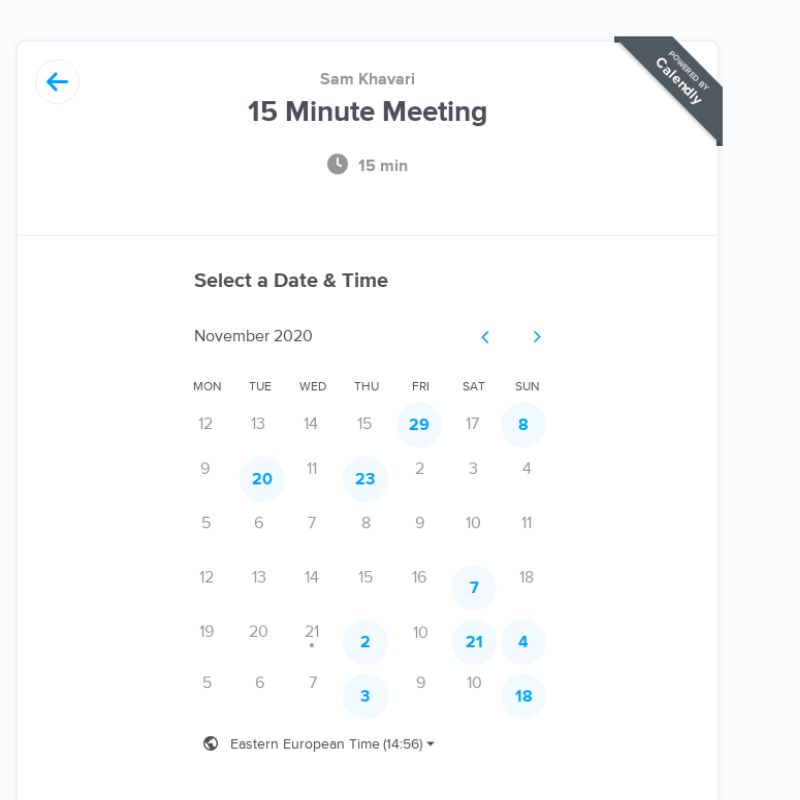 POWERED BY
Calendly
Sam Khavari
15 Minute Meeting
15 min
Select a Date & Time
November 2020
MON TUE WED THU FRI SAT SUN
12 13 14 15 29 17 8
9 20 11 23 2 3 4
5 6 7 8 9 10 11
12 13 14 15 16 7 18
19 20 21 2 10 21 4
5 6 7 3 9 10 18
Eastern European Time (14:56)